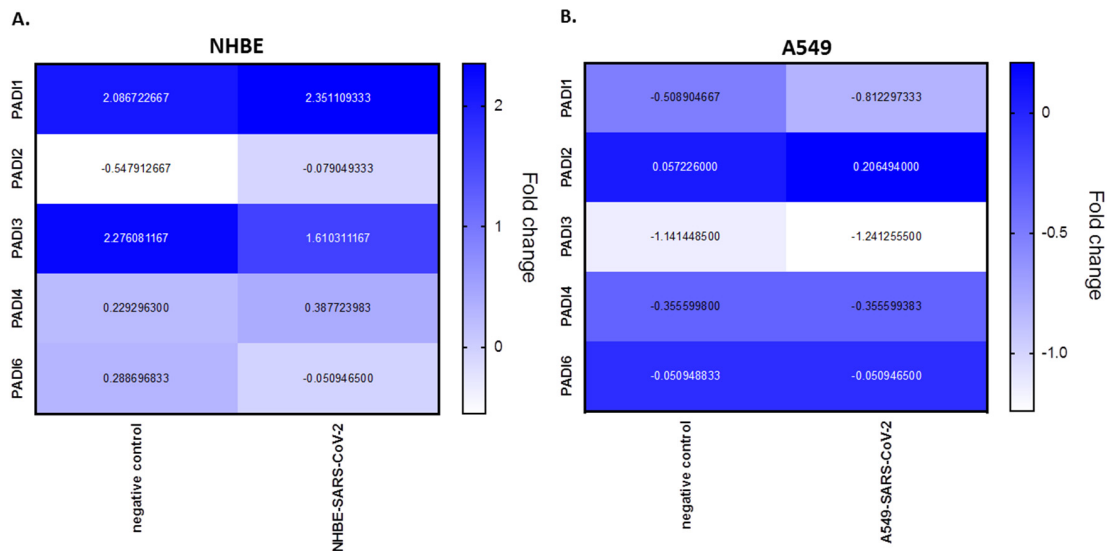 A.
NHBE
PADI1
2.086722667
2.351109333
PADI2
-0.547912667
-0.079049333
PADI3
2.276081167
1.610311167
PADI4
0.229296300
0.387723983
PADI6
0.288696833
-0.050946500
negative control
NHBE-SARS-CoV-2
2
1
0
Fold change
B.
A549
PADI1
-0.508904667
-0.812297333
PADI2
0.057226000
0.206494000
PADI3
-1.141448500
-1.241255500
PADI4
-0.355599800
-0.355599383
PADI6
-0.050948833
-0.050946500
negative control
A549-SARS-CoV-2
0
-0.5
-1.0
Fold change